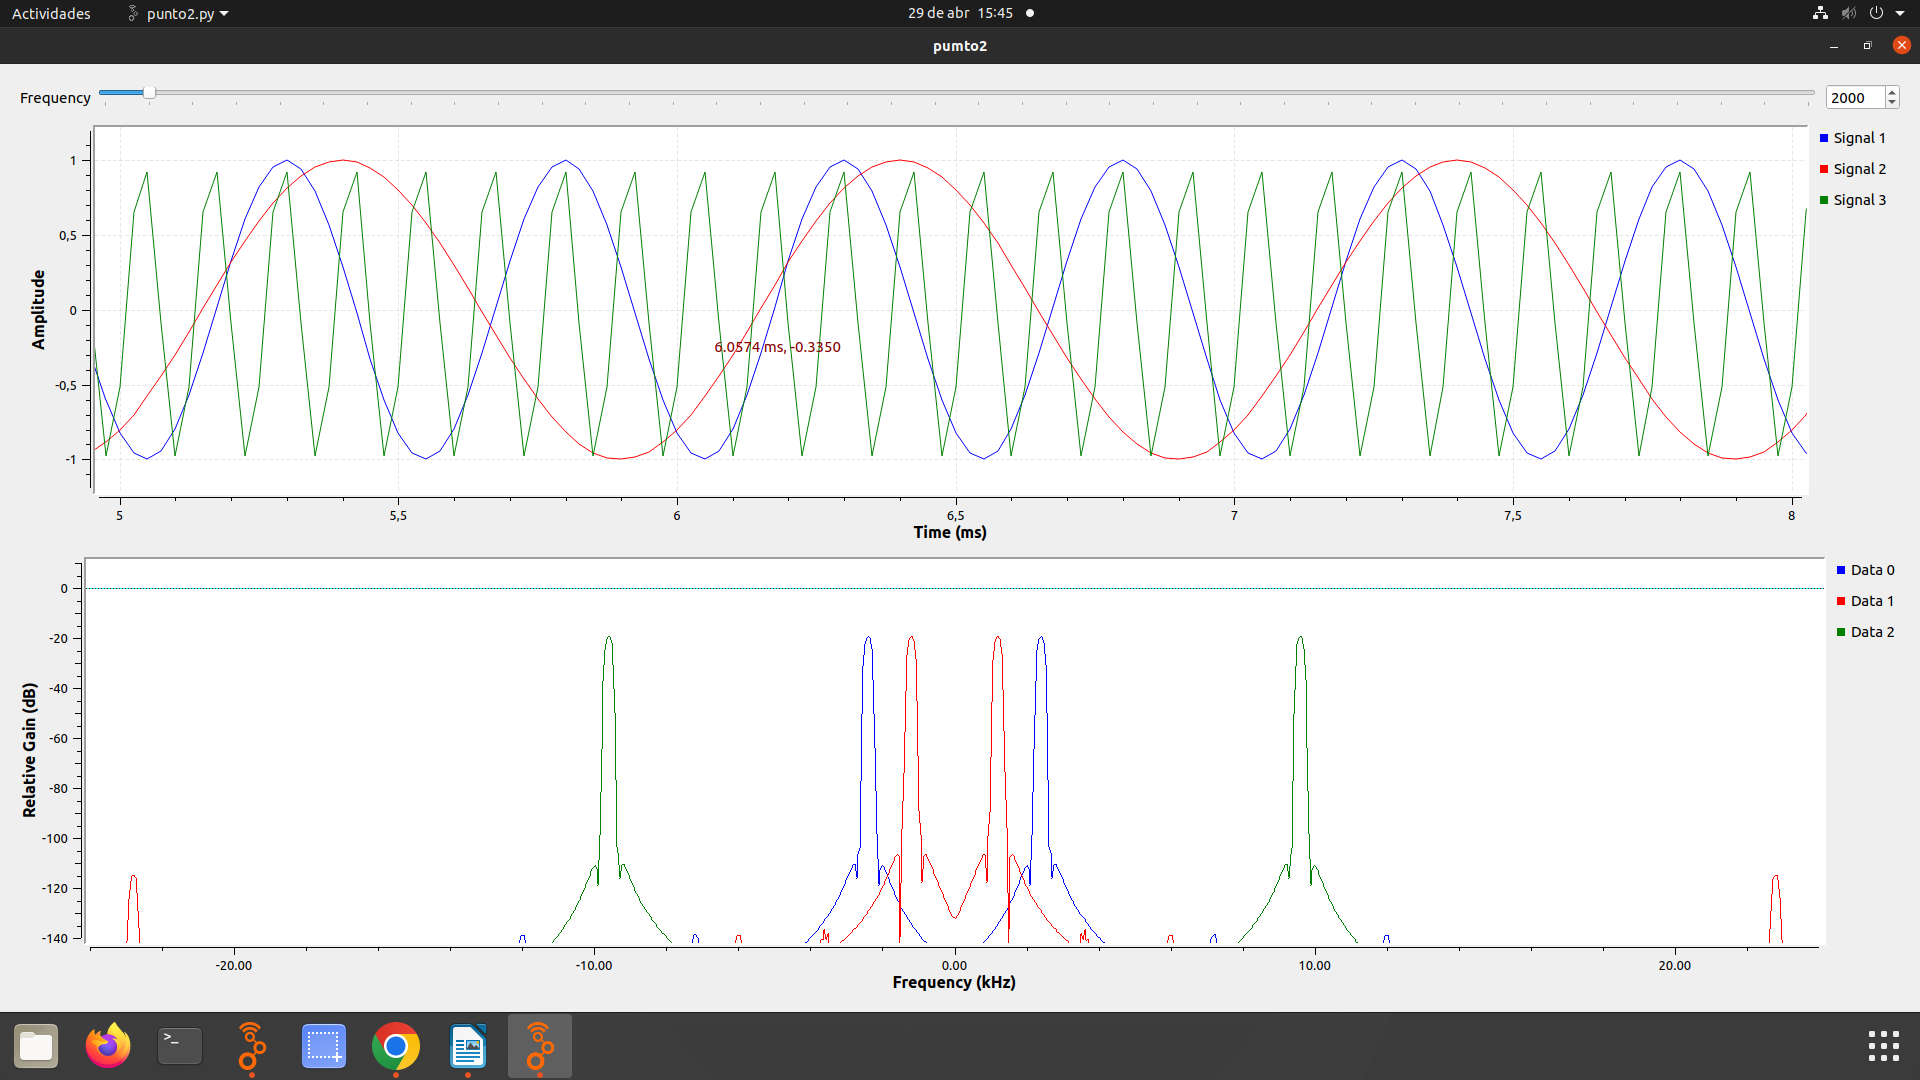 Actividades punto2.py 29 de abr 15:45
pumto2
Frequency 2000
Signal 1
Signal 2
Signal 3
Amplitude
1
0,5
0
-0,5
-1
6.0574 ms, -0.3350
5 5,5 6 6,5 7 7,5 8
Time (ms)
Data 0
Data 1
Data 2
Relative Gain (dB)
0
-20
-40
-60
-80
-100
-120
-140
-20.00 -10.00 0.00 10.00 20.00
Frequency (kHz)
>_